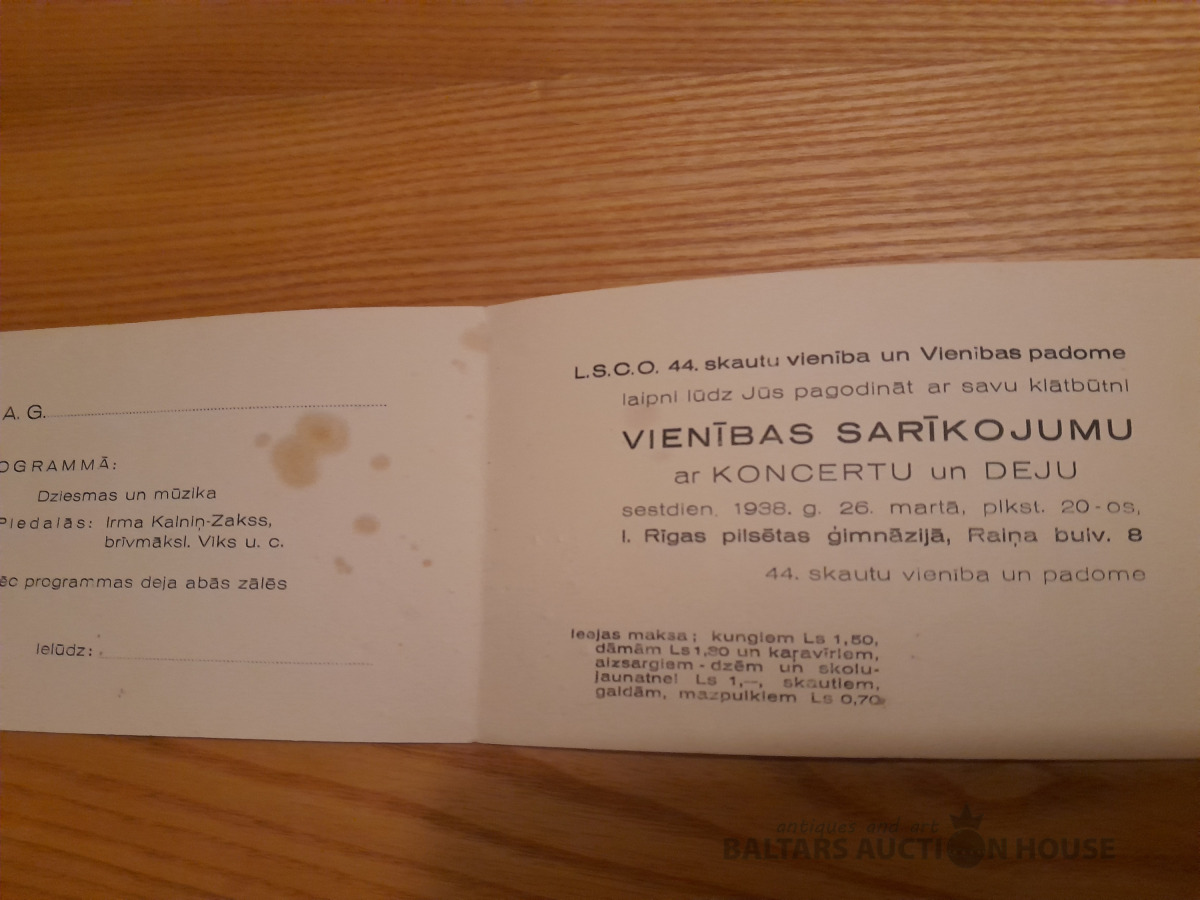 A. G.
OGRAMMĀ:
Dziesmas un mūzika
Piedalās: Irma Kalniņ-Zakss,
brīvmāksl. Viks u. c.
ēc programmas deja abās zālēs
Ielūdz:
L.S.C.O. 44. skautu vienība un Vienības padome
laipni lūdz Jūs pagodināt ar savu klātbūtni
VIENĪBAS SARĪKOJUMU
ar KONCERTU un DEJU
sestdien, 1938. g. 26. martā, plkst. 20-os,
I. Rīgas pilsētas ģimnāzijā, Raiņa bulv. 8
44. skautu vienība un padome
Ieejas maksa: kungiem Ls 1,50,
dāmām Ls 1,30 un kaŗavīriem,
aizsargiem-dzēm un skolu-
jaunatnei Ls 1,—, skautiem,
gaidām, mazpulkiem Ls 0,70
antiques and art
BALTARS AUCTION HOUSE